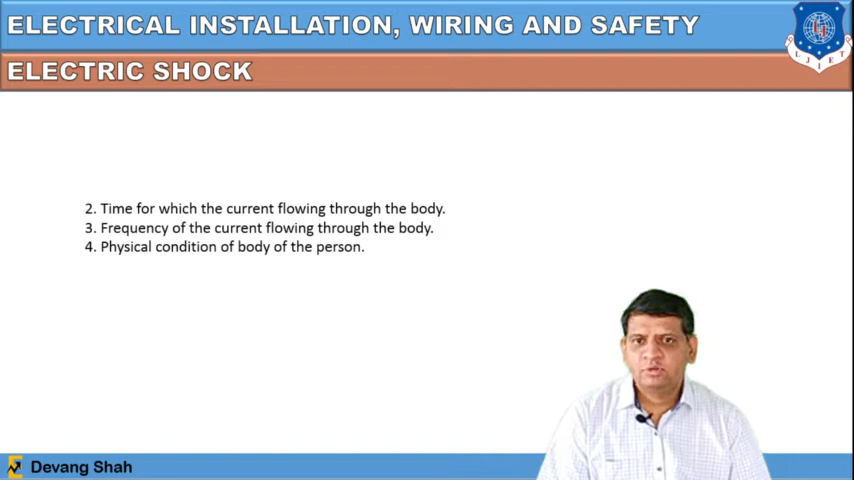 ELECTRICAL INSTALLATION, WIRING AND SAFETY
ELECTRIC SHOCK
LJIET
2. Time for which the current flowing through the body.
3. Frequency of the current flowing through the body.
4. Physical condition of body of the person.
Devang Shah